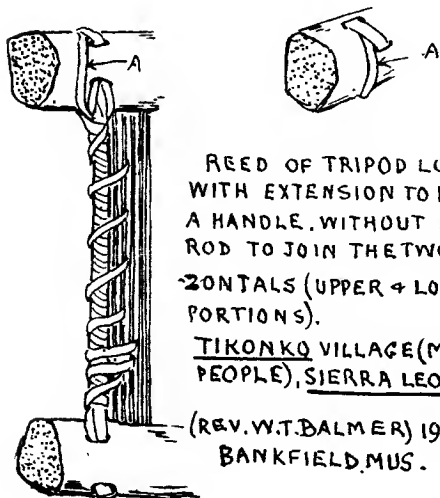 A
A
REED OF TRIPOD LO
WITH EXTENSION TO
A HANDLE. WITHOUT
ROD TO JOIN THE TWO
-ZONTALS (UPPER & LO
PORTIONS).
TIKONKO VILLAGE (M
PEOPLE), SIERRA LEO
(REV. W.T. BALMER) 19
BANKFIELD. MUS.